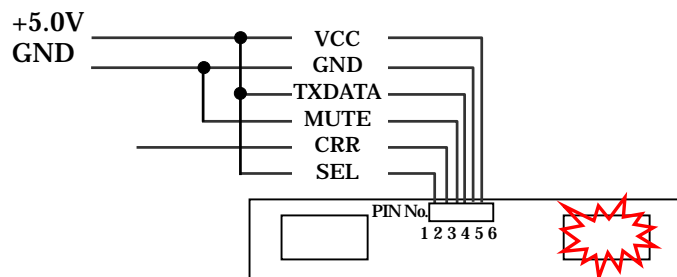 +5.0V
GND
VCC
GND
TXDATA
MUTE
CRR
SEL
PIN No.
1 2 3 4 5 6